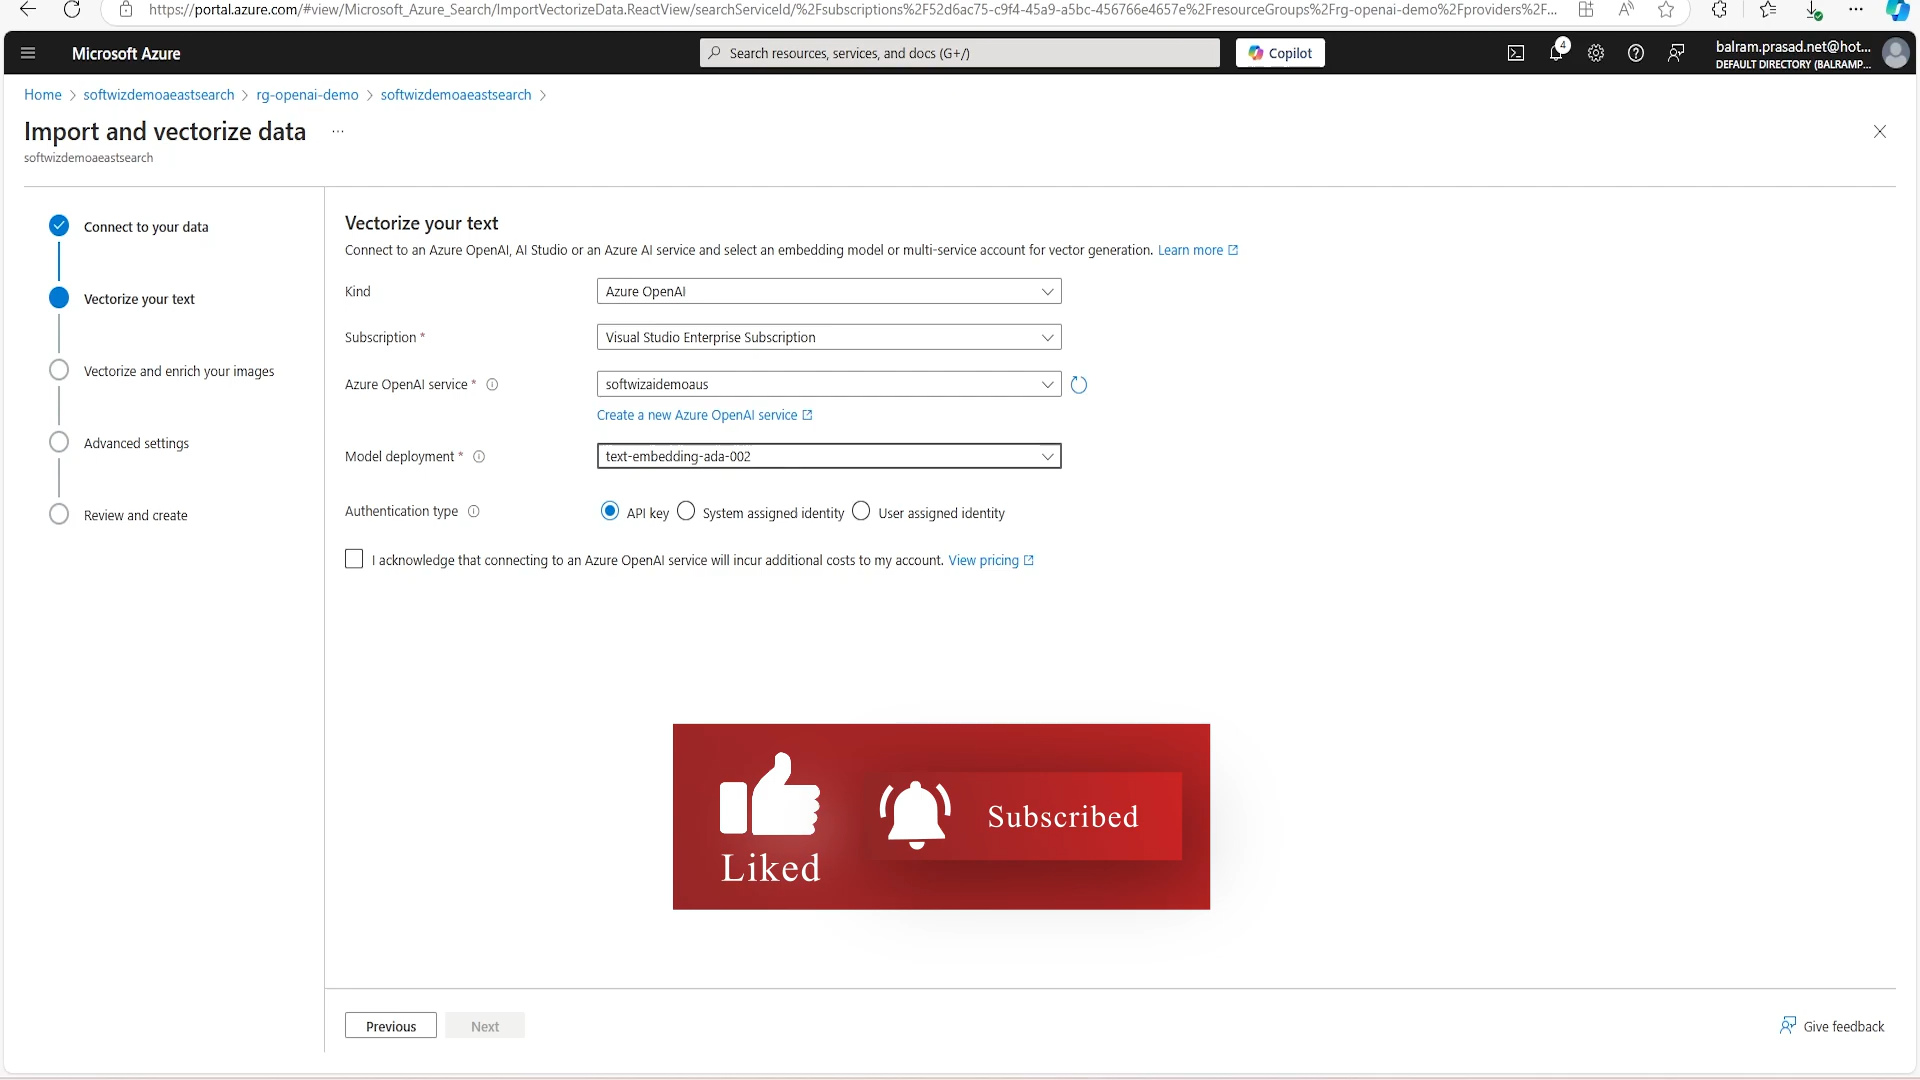 https://portal.azure.com/#view/Microsoft_Azure_Search/ImportVectorizeData.ReactView/searchServiceId/%2Fsubscriptions%2F52d6ac75-c9f4-45a9-a5bc-456766e4657e%2FresourceGroups%2Frg-openai-demo%2Fproviders%2F...
Microsoft Azure
Search resources, services, and docs (G+/)
Copilot
4
balram.prasad.net@hot...
DEFAULT DIRECTORY (BALRAMP...
Home > softwizdemoaeastsearch > rg-openai-demo > softwizdemoaeastsearch >
Import and vectorize data ...
softwizdemoaeastsearch
Connect to your data
Vectorize your text
Vectorize and enrich your images
Advanced settings
Review and create
Vectorize your text
Connect to an Azure OpenAI, AI Studio or an Azure AI service and select an embedding model or multi-service account for vector generation. Learn more
Kind
Azure OpenAI
Subscription *
Visual Studio Enterprise Subscription
Azure OpenAI service *
softwizaidemoaus
Create a new Azure OpenAI service
Model deployment *
text-embedding-ada-002
Authentication type
API key
System assigned identity
User assigned identity
I acknowledge that connecting to an Azure OpenAI service will incur additional costs to my account. View pricing
Liked
Subscribed
Previous
Next
Give feedback